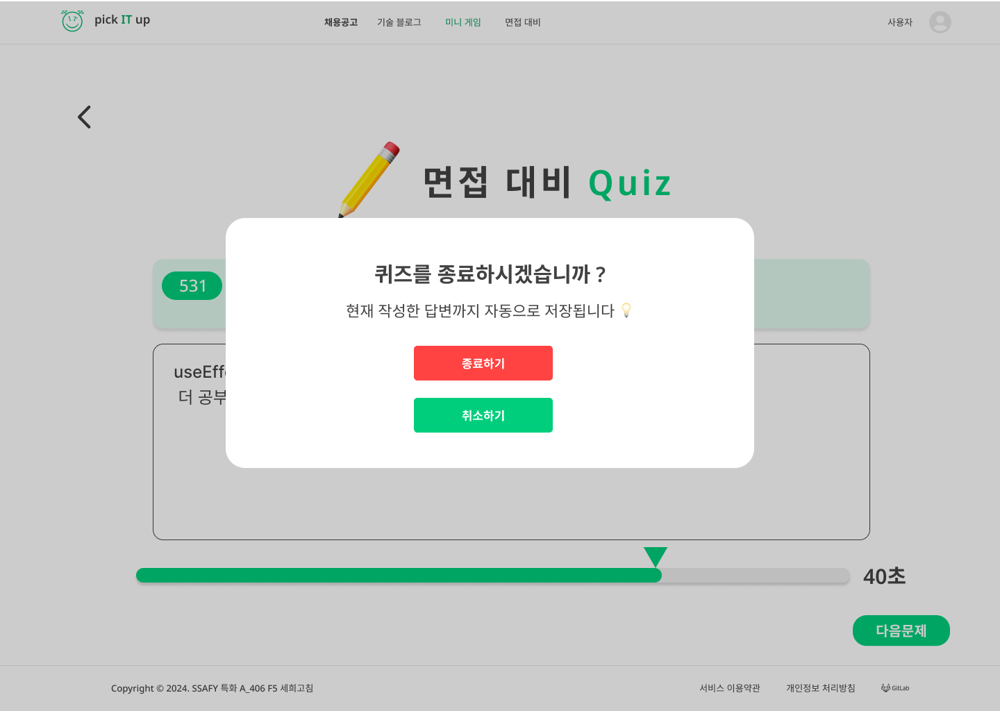 pick IT up
채용공고
기술 블로그
미니 게임
면접 대비
사용자
면접 대비 Quiz
531
퀴즈를 종료하시겠습니까 ?
현재 작성한 답변까지 자동으로 저장됩니다
종료하기
취소하기
더 공부
40초
다음문제
Copyright © 2024. SSAFY 특화 A_406 F5 세희고침
서비스 이용약관
개인정보 처리방침
GitLab